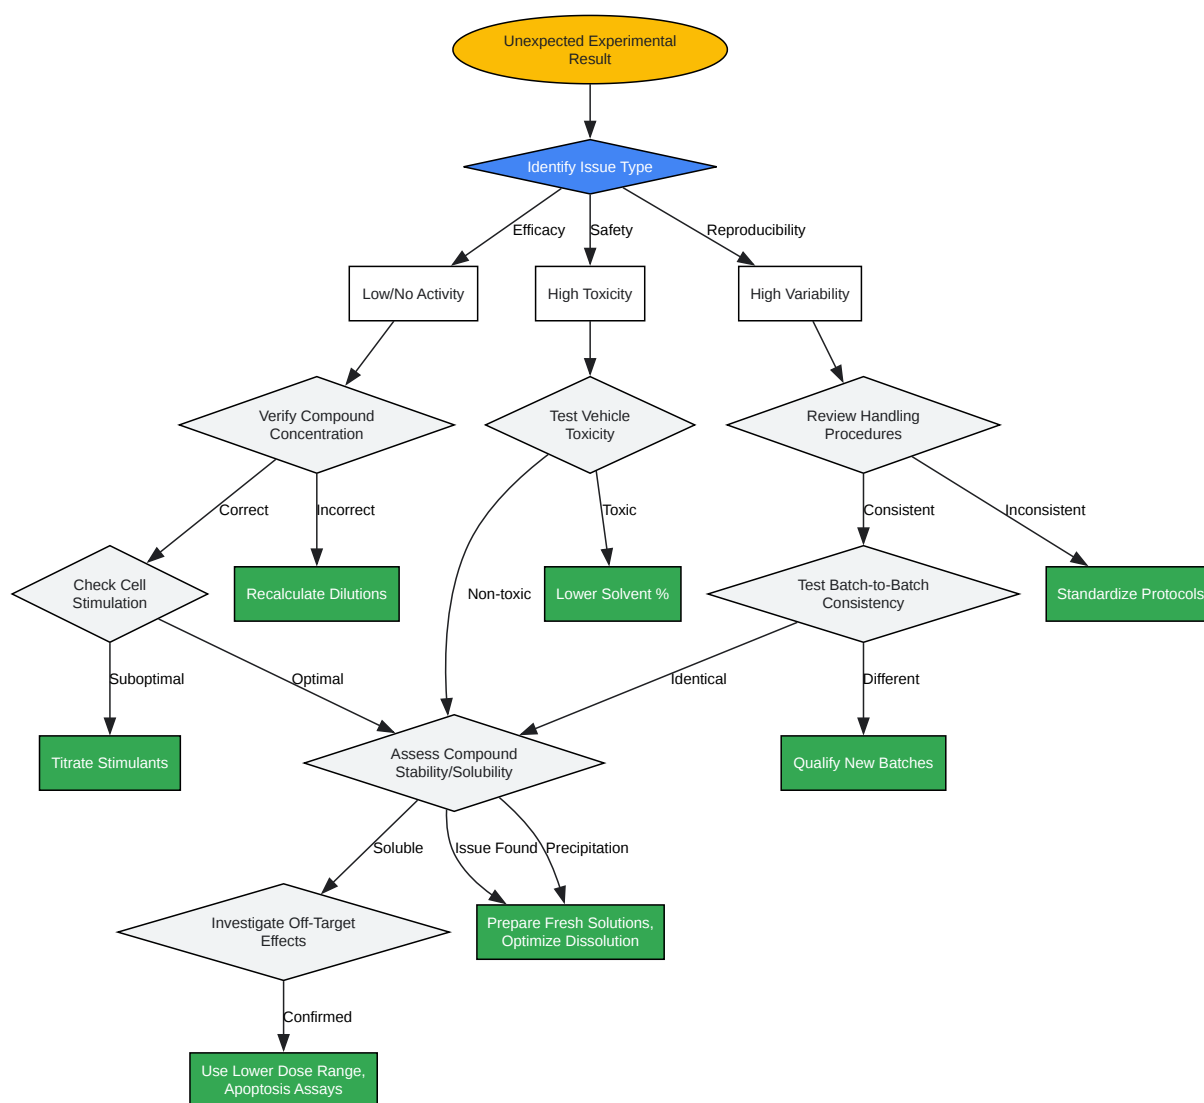 Unexpected Experimental
Result
Identify Issue Type
Efficacy
Safety
Reproducibility
Low/No Activity
High Toxicity
High Variability
Verify Compound
Concentration
Test Vehicle
Toxicity
Review Handling
Procedures
Correct
Incorrect
Toxic
Consistent
Inconsistent
Check Cell
Stimulation
Recalculate Dilutions
Non-toxic
Lower Solvent %
Test Batch-to-Batch
Consistency
Standardize Protocols
Suboptimal
Optimal
Identical
Different
Titrate Stimulants
Assess Compound
Stability/Solubility
Qualify New Batches
Soluble
Issue Found
Precipitation
Investigate Off-Target
Effects
Prepare Fresh Solutions,
Optimize Dissolution
Confirmed
Use Lower Dose Range,
Apoptosis Assays